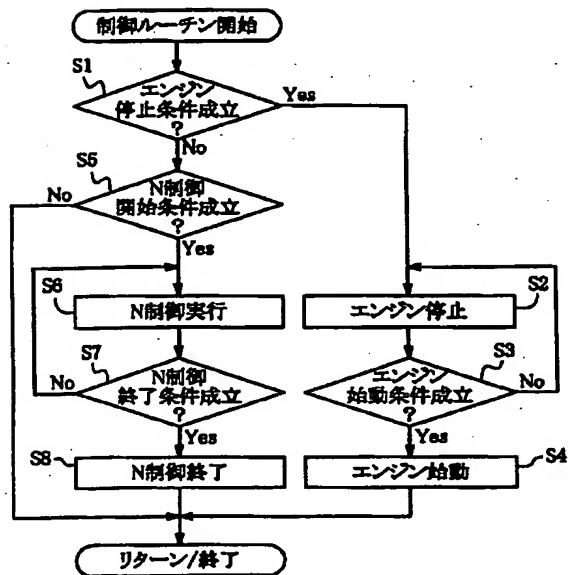 制御ルーチン開始
S1
エンジン
停止条件成立
?
Yes
No
S5
N制御
開始条件成立
?
No
Yes
S6
N制御実行
S2
エンジン停止
S7
N制御
終了条件成立
?
No
Yes
S3
エンジン
始動条件成立
?
No
Yes
S8
N制御終了
S4
エンジン始動
リターン/終了